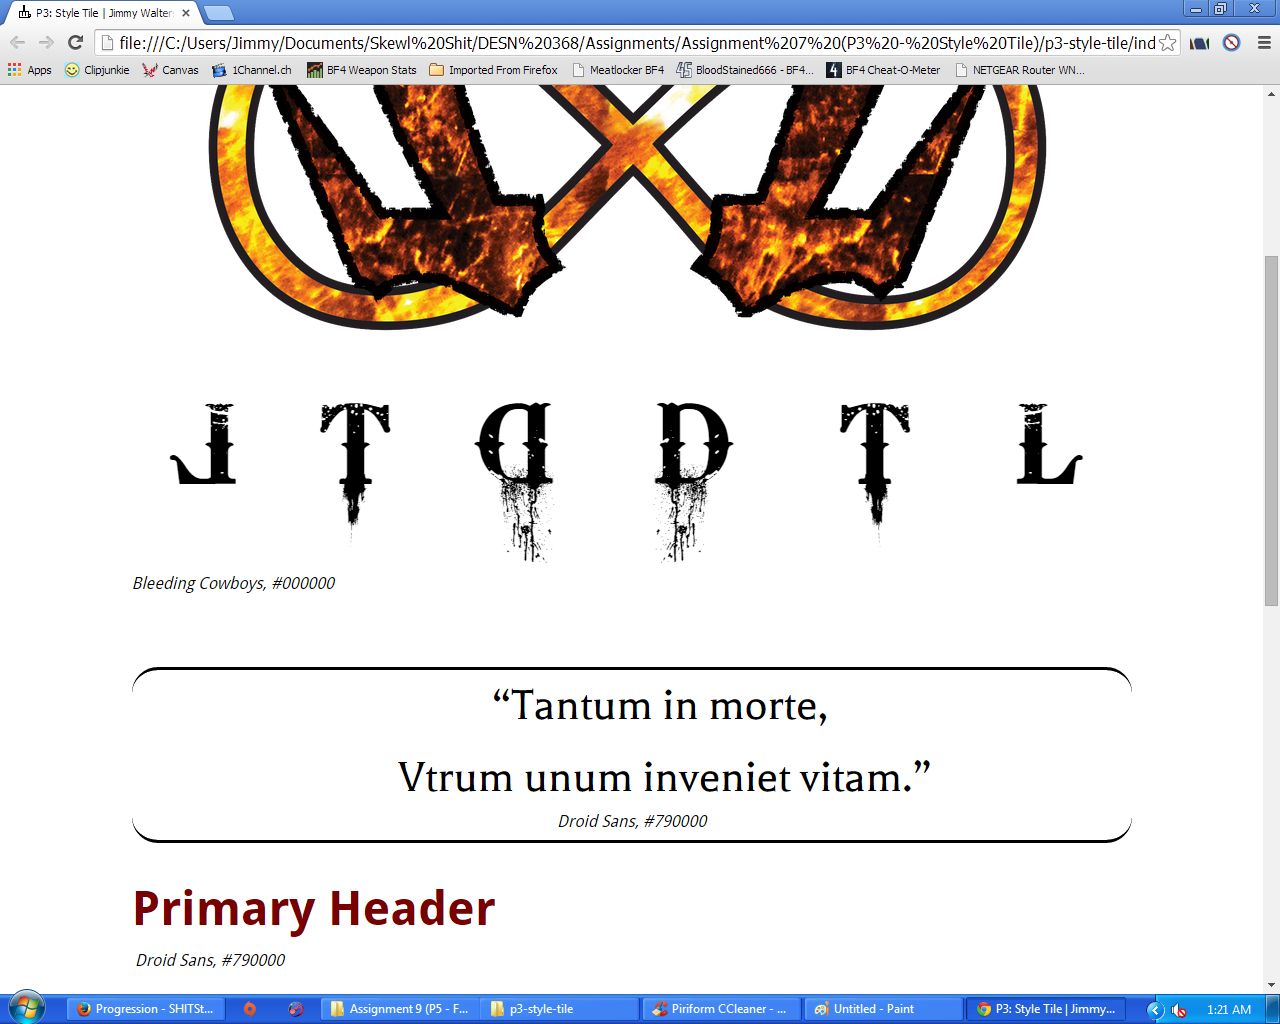 P3: Style Tile | Jimmy Walter
file:///C:/Users/Jimmy/Documents/Skewl%20Shit/DESN%20368/Assignments/Assignment%207%20(P3%20-%20Style%20Tile)/p3-style-tile/ind
Apps Clipjunkie Canvas 1Channel.ch BF4 Weapon Stats Imported From Firefox Meatlocker BF4 BloodStained666 - BF4... BF4 Cheat-O-Meter NETGEAR Router WN...
J T D D T L
Bleeding Cowboys, #000000
“Tantum in morte,
Vtrum unum inveniet vitam.”
Droid Sans, #790000
Primary Header
Droid Sans, #790000
Progression - SHITSt... Assignment 9 (P5 - F... p3-style-tile Piriform CCleaner - ... Untitled - Paint P3: Style Tile | Jimmy... 1:21 AM